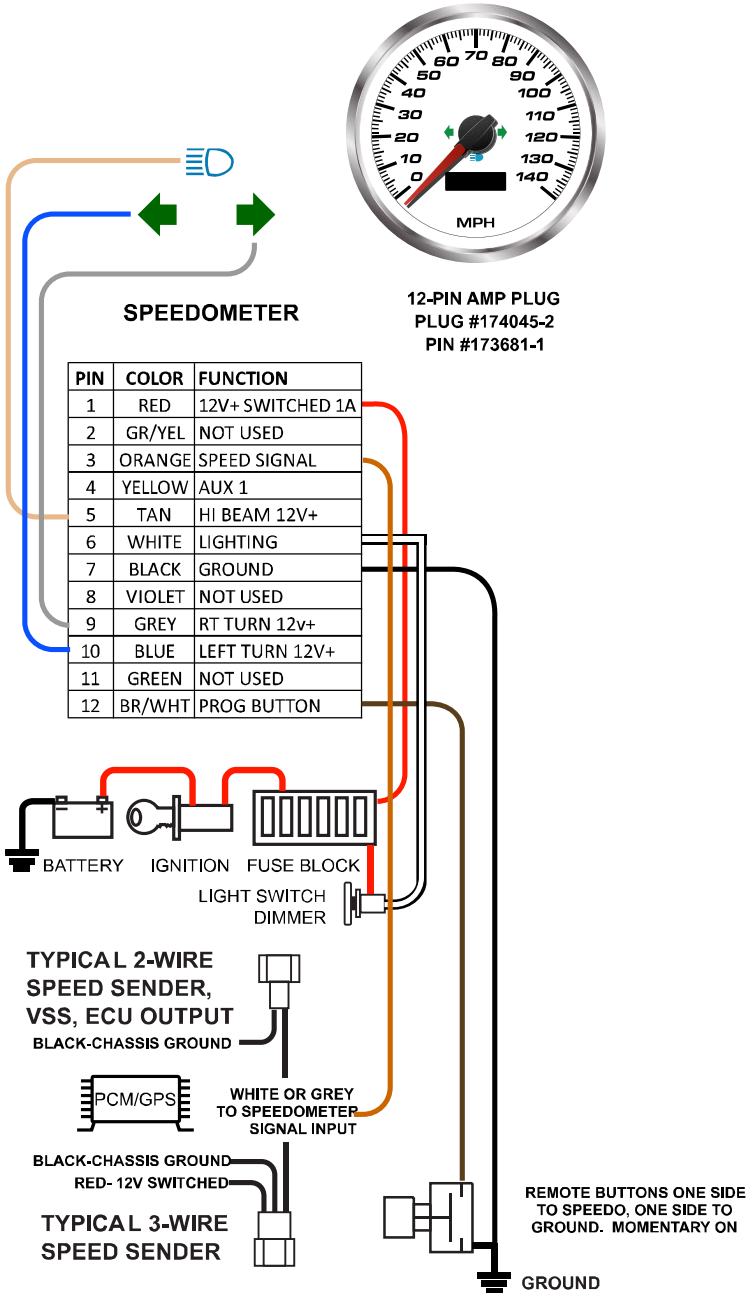 0
10
20
30
40
50
60
70
80
90
100
110
120
130
140
MPH
12-PIN AMP PLUG
PLUG #174045-2
PIN #173681-1
SPEEDOMETER
PIN COLOR FUNCTION
1 RED 12V+ SWITCHED 1A
2 GR/YEL NOT USED
3 ORANGE SPEED SIGNAL
4 YELLOW AUX 1
5 TAN HI BEAM 12V+
6 WHITE LIGHTING
7 BLACK GROUND
8 VIOLET NOT USED
9 GREY RT TURN 12v+
10 BLUE LEFT TURN 12V+
11 GREEN NOT USED
12 BR/WHT PROG BUTTON
− +
BATTERY IGNITION FUSE BLOCK
LIGHT SWITCH
DIMMER
TYPICAL 2-WIRE
SPEED SENDER,
VSS, ECU OUTPUT
BLACK-CHASSIS GROUND
PCM/GPS
WHITE OR GREY
TO SPEEDOMETER
SIGNAL INPUT
BLACK-CHASSIS GROUND
RED- 12V SWITCHED
TYPICAL 3-WIRE
SPEED SENDER
REMOTE BUTTONS ONE SIDE
TO SPEEDO, ONE SIDE TO
GROUND. MOMENTARY ON
GROUND